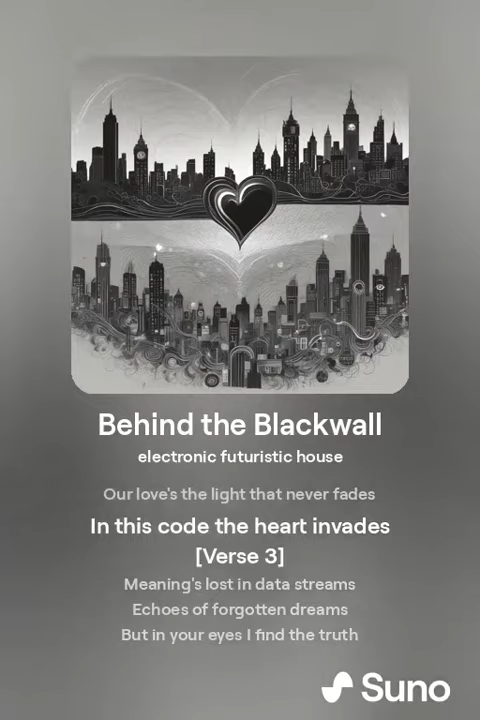 Behind the Blackwall
electronic futuristic house
Our love's the light that never fades
In this code the heart invades
[Verse 3]
Meaning's lost in data streams
Echoes of forgotten dreams
But in your eyes I find the truth
Suno